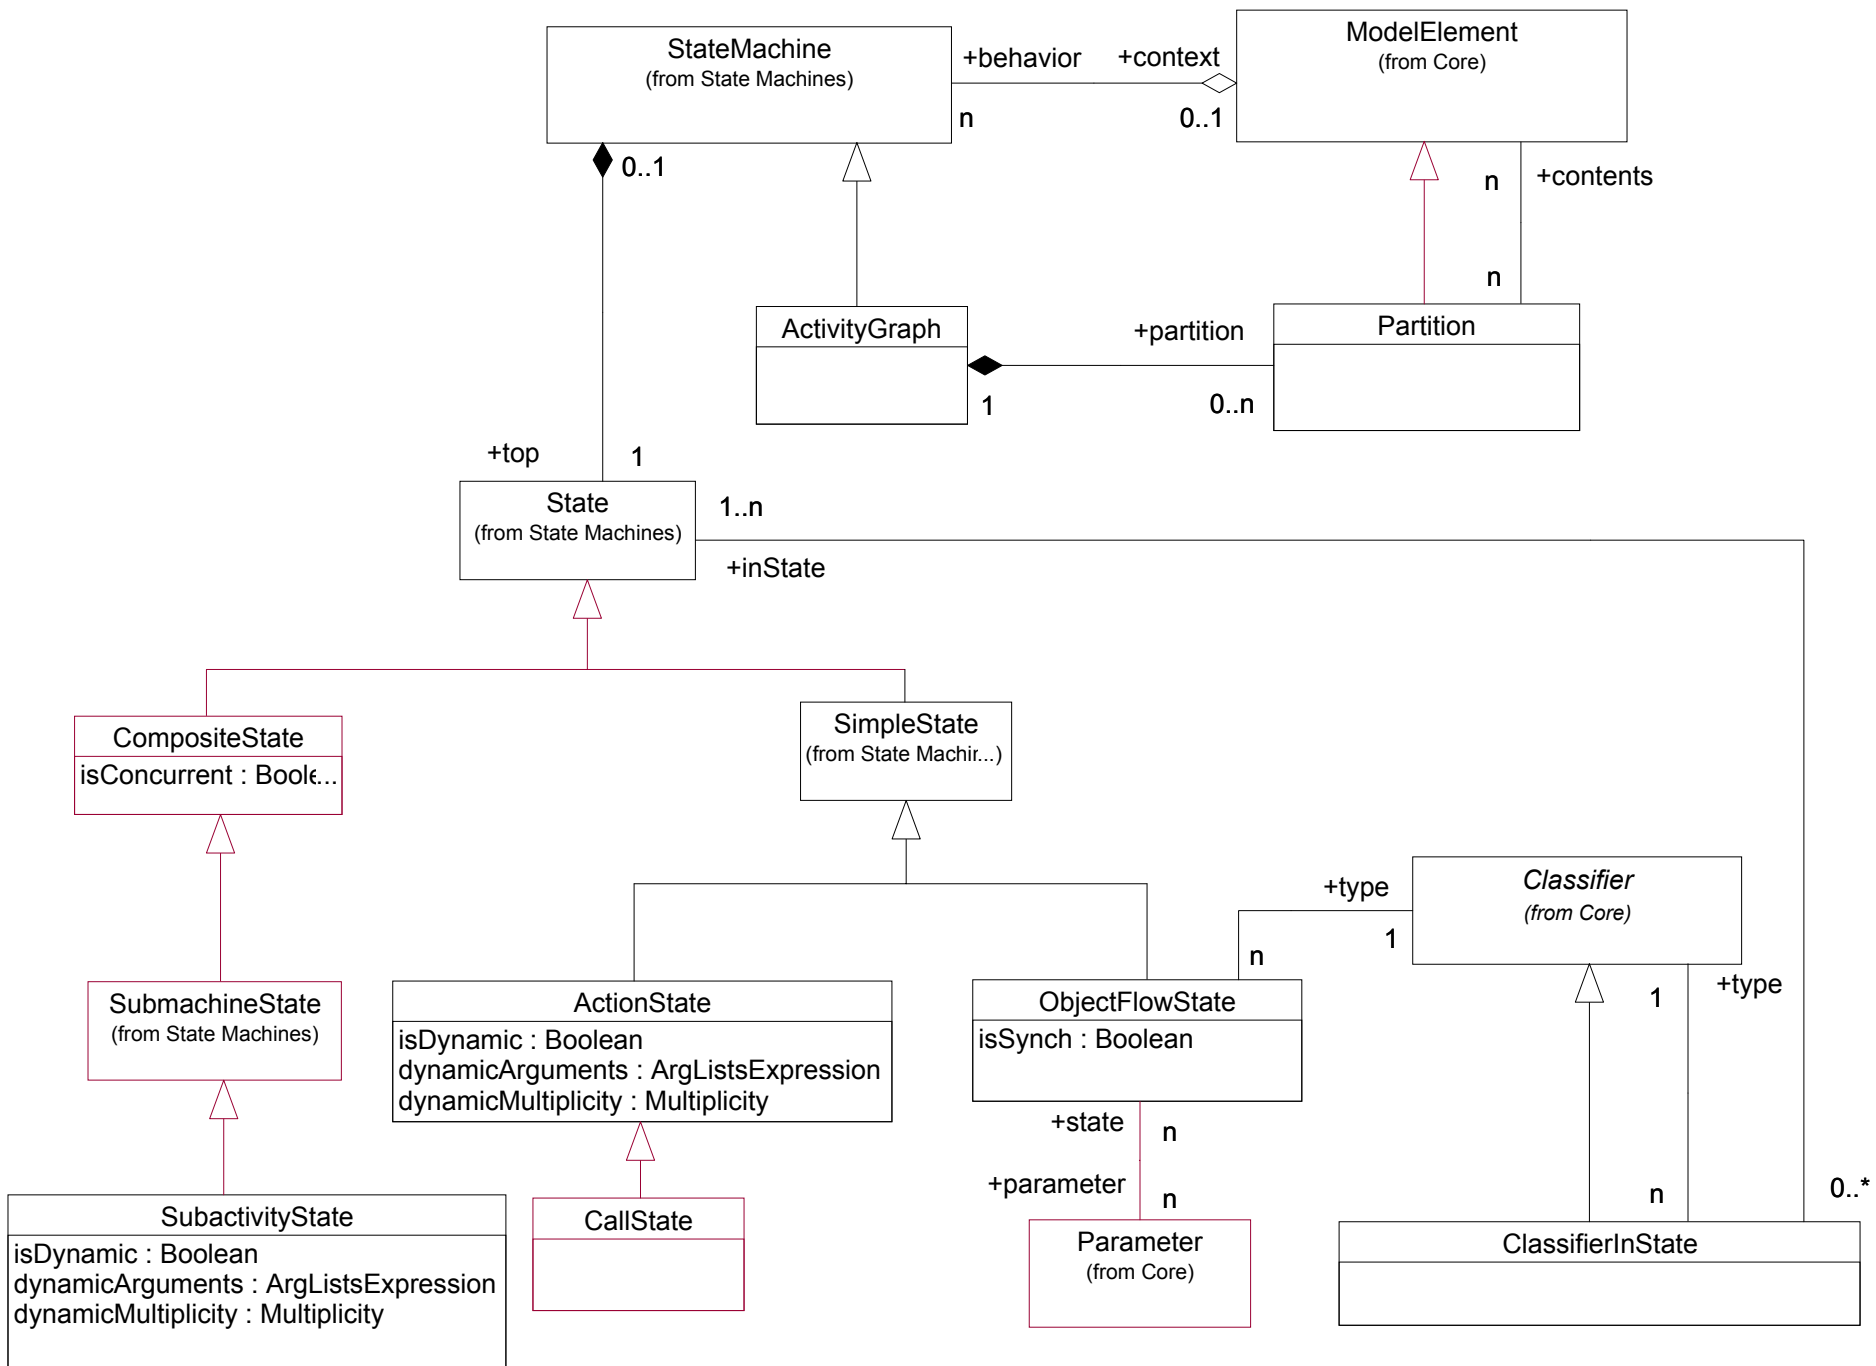 StateMachine
(from State Machines)
+behavior
+context
ModelElement
(from Core)
n
0..1
0..1
n
+contents
n
ActivityGraph
+partition
Partition
1
0..n
+top
1
State
(from State Machines)
1..n
+inState
CompositeState
isConcurrent : Boole...
SimpleState
(from State Machir...)
+type
Classifier
(from Core)
1
n
SubmachineState
(from State Machines)
ActionState
isDynamic : Boolean
dynamicArguments : ArgListsExpression
dynamicMultiplicity : Multiplicity
ObjectFlowState
isSynch : Boolean
1
+type
+state
n
+parameter
n
n
0..*
SubactivityState
isDynamic : Boolean
dynamicArguments : ArgListsExpression
dynamicMultiplicity : Multiplicity
CallState
Parameter
(from Core)
ClassifierInState